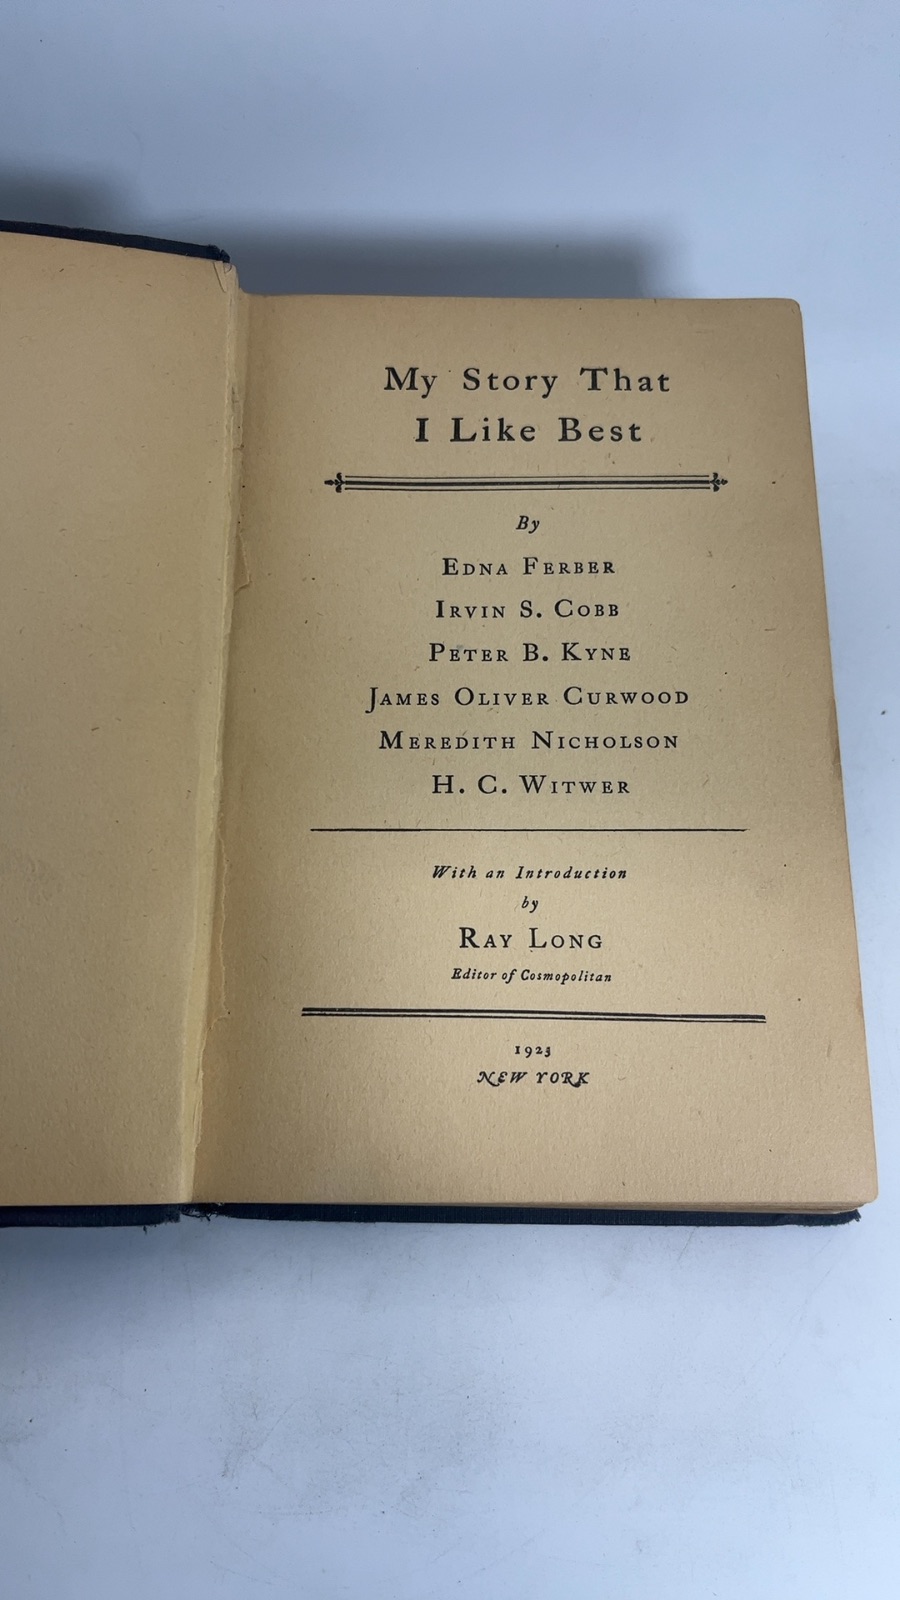 My Story That
I Like Best
By
EDNA FERBER
IRVIN S. COBB
PETER B. KYNE
JAMES OLIVER CURWOOD
MEREDITH NICHOLSON
H. C. WITWER
With an Introduction
by
RAY LONG
Editor of Cosmopolitan
1923
NEW YORK